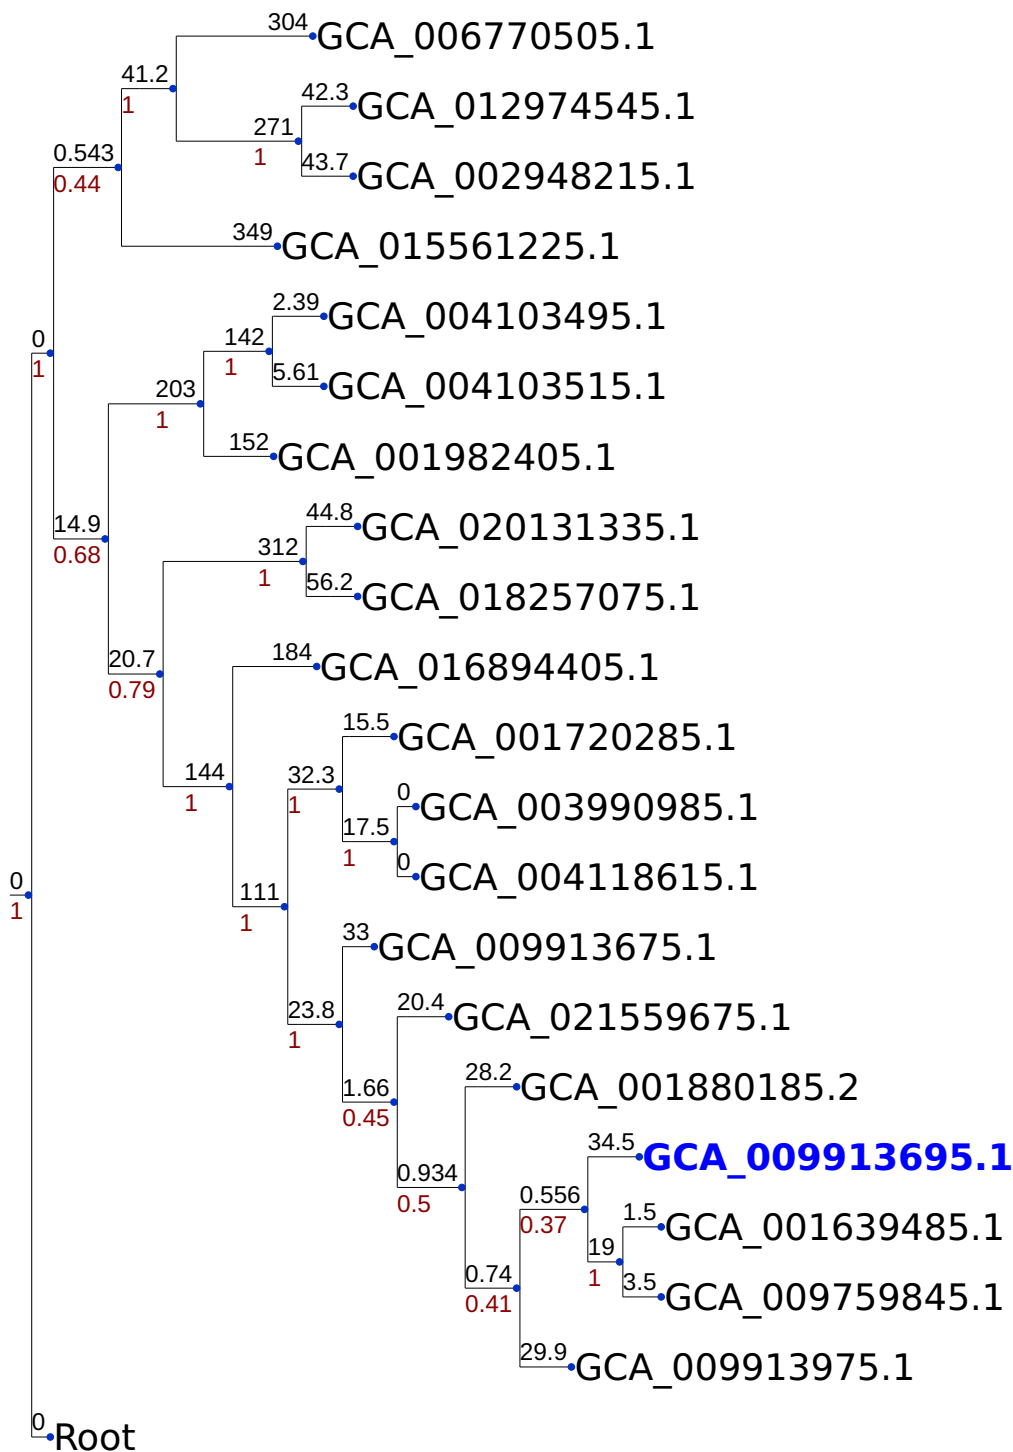 304 GCA_006770505.1
41.2
1
42.3 GCA_012974545.1
271
1
0.543
0.44
43.7 GCA_002948215.1
349 GCA_015561225.1
2.39 GCA_004103495.1
0
1
142
1
5.61 GCA_004103515.1
203
1
152 GCA_001982405.1
14.9
0.68
44.8 GCA_020131335.1
312
1
56.2 GCA_018257075.1
20.7
0.79
184 GCA_016894405.1
15.5 GCA_001720285.1
144
1
32.3
1
0 GCA_003990985.1
17.5
1
0 GCA_004118615.1
0
1
111
1
33 GCA_009913675.1
23.8
1
20.4 GCA_021559675.1
1.66
0.45
28.2 GCA_001880185.2
34.5 GCA_009913695.1
0.934
0.5
0.556
0.37
1.5 GCA_001639485.1
19
1
0.74
0.41
3.5 GCA_009759845.1
29.9 GCA_009913975.1
0 Root